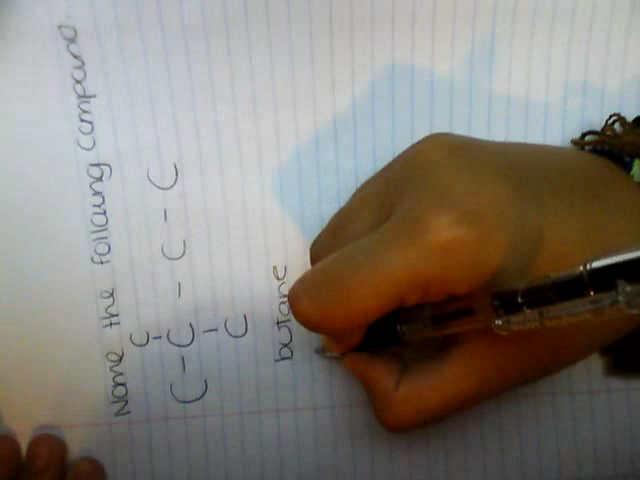 Name the following compound
C
C - C - C - C
C
butane